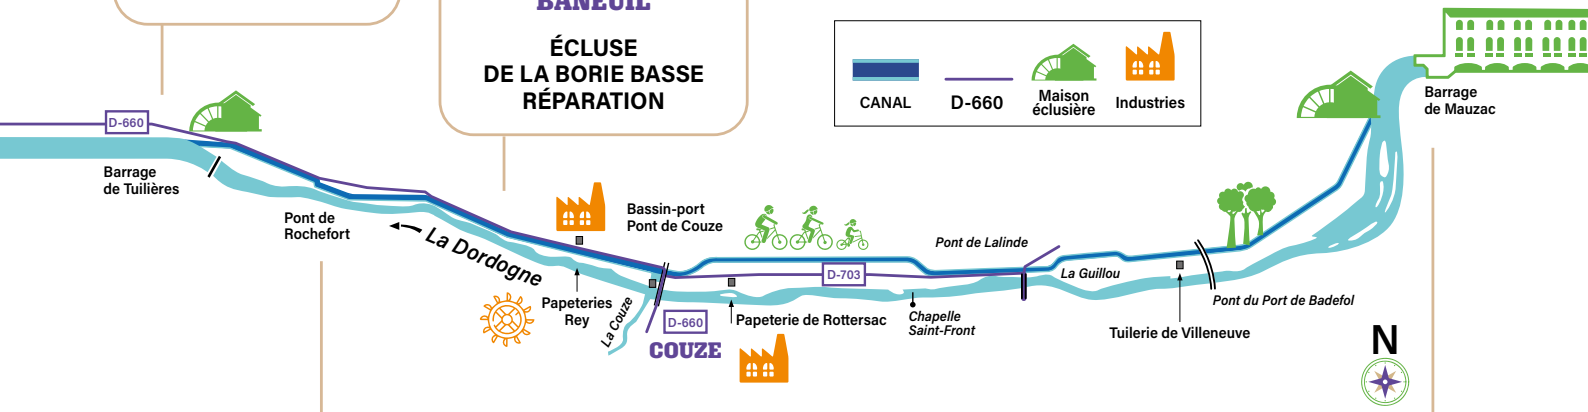 BANEUIL
ÉCLUSE
DE LA BORIE BASSE
RÉPARATION
CANAL
D-660
Maison
éclusière
Industries
Barrage
de Mauzac
D-660
Barrage
de Tuilières
Pont de
Rochefort
La Dordogne
Bassin-port
Pont de Couze
Papeteries
Rey
La Couze
D-660
COUZE
Papeterie de Rottersac
D-703
Chapelle
Saint-Front
Pont de Lalinde
La Guillou
Tuilerie de Villeneuve
Pont du Port de Badefol
N